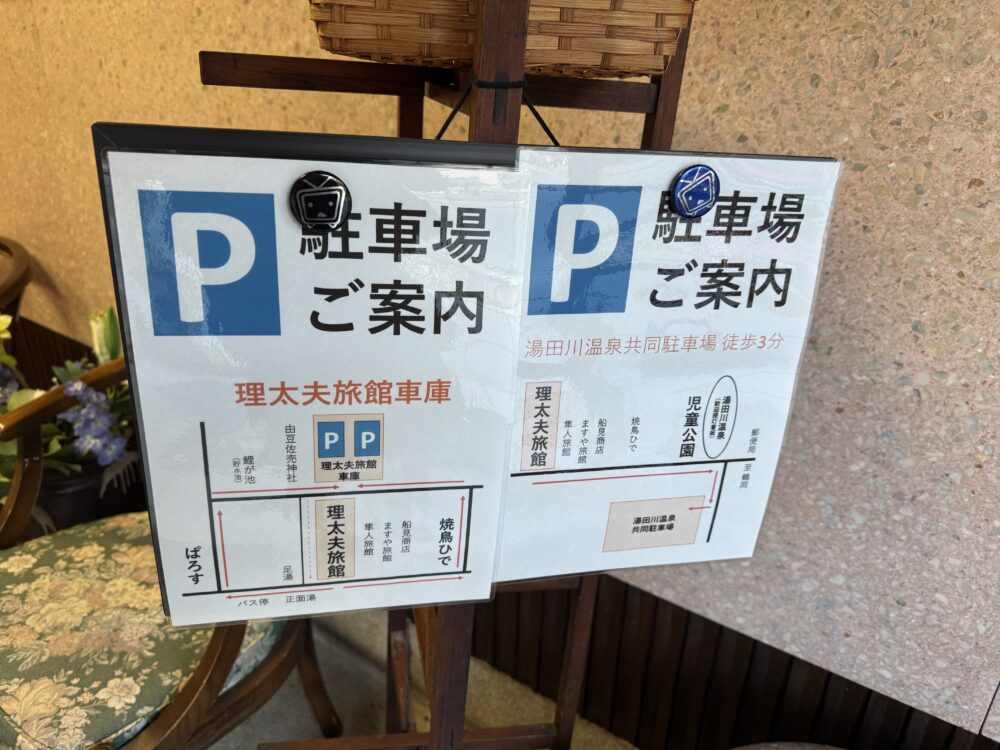 P
駐車場
ご案内
理太夫旅館車庫
P
P
理太夫旅館
車庫
由豆佐売神社
鯉が池
(貯水池)
理太夫旅館
隼人旅館
ますや旅館
船見商店
焼鳥ひで
ぱろす
足湯
バス停
正面湯
P
駐車場
ご案内
湯田川温泉共同駐車場 徒歩3分
理太夫旅館
隼人旅館
ますや旅館
船見商店
焼鳥ひで
児童公園
湯田川温泉
郵便局
至 鶴岡
湯田川温泉
共同駐車場